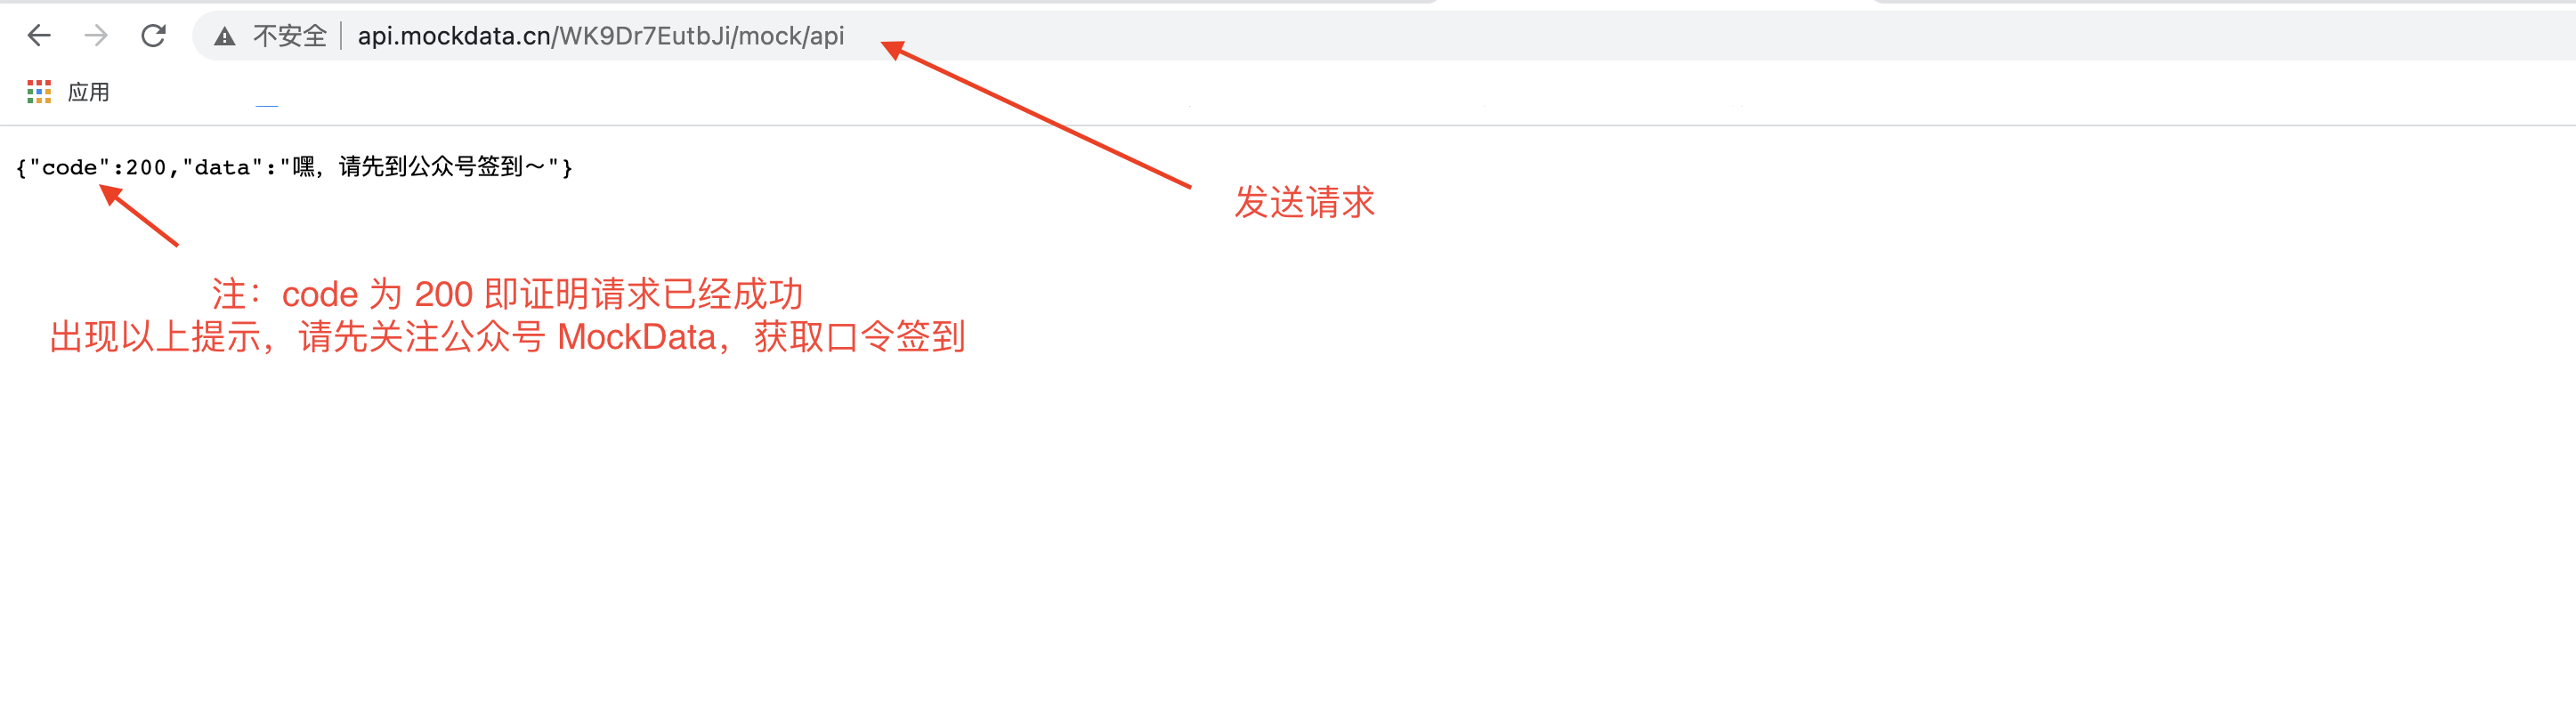 不安全 api.mockdata.cn/WK9Dr7EutbJi/mock/api
应用
{"code":200,"data":"嘿，请先到公众号签到～"}
发送请求
注：code 为 200 即证明请求已经成功
出现以上提示，请先关注公众号 MockData，获取口令签到